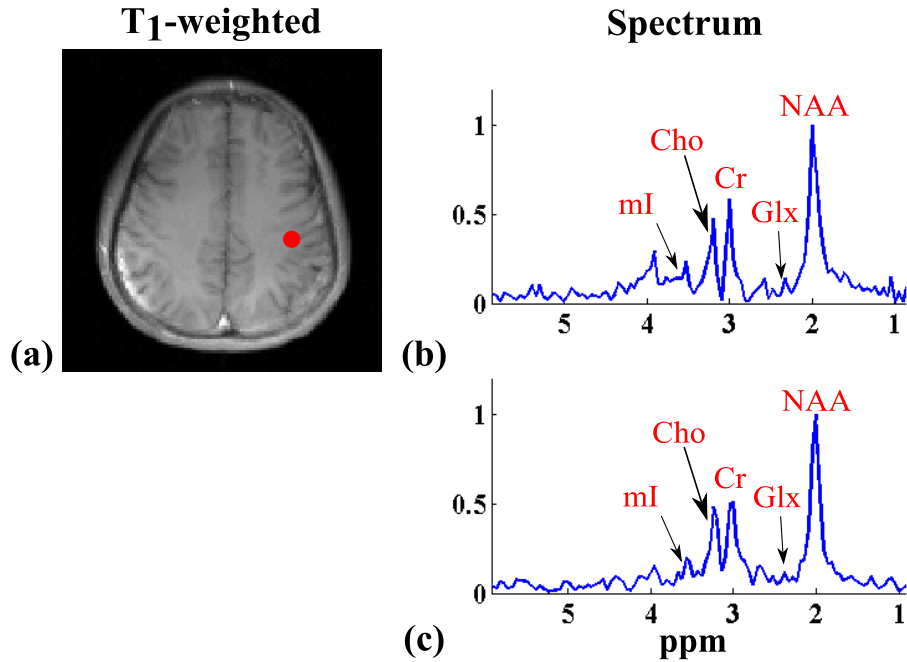 T1-weighted
Spectrum
(a)
(b)
1
0.5
0
NAA
Cho
Cr
mI
Glx
5 4 3 2 1
(c)
1
0.5
0
NAA
Cho
Cr
mI
Glx
5 4 3 2 1
ppm